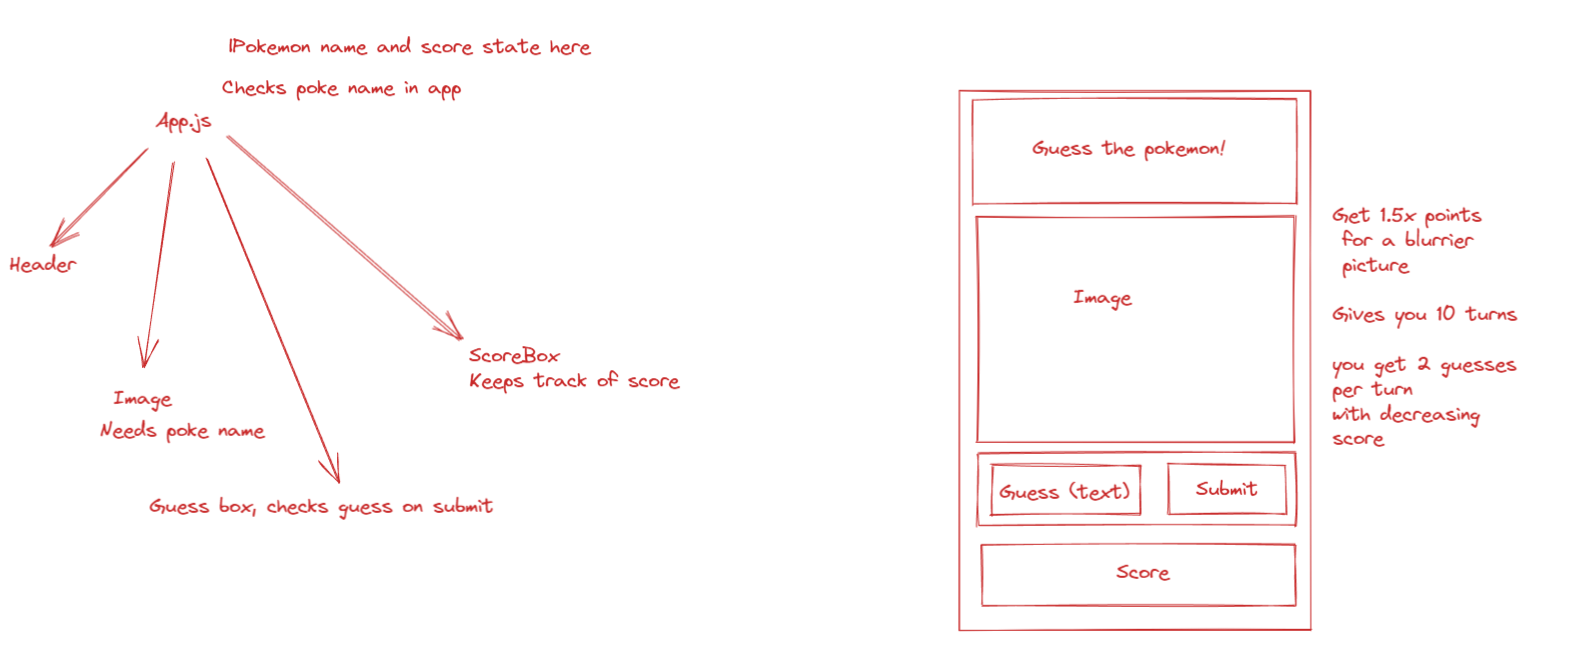 IPokemon name and score state here
Checks poke name in app
App.js
Header
Image
Needs poke name
Guess box, checks guess on submit
ScoreBox
Keeps track of score
Guess the pokemon!
Image
Guess (text)
Submit
Score
Get 1.5x points
for a blurrier
picture
Gives you 10 turns
you get 2 guesses
per turn
with decreasing
score